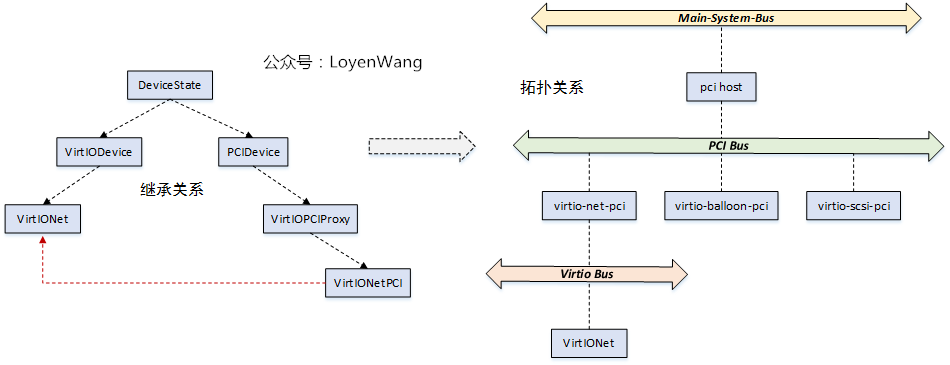 公众号：LoyenWang
DeviceState
VirtIODevice
PCIDevice
继承关系
VirtIONet
VirtIOPCIProxy
VirtIONetPCI
Main-System-Bus
拓扑关系
pci host
PCI Bus
virtio-net-pci
virtio-balloon-pci
virtio-scsi-pci
Virtio Bus
VirtIONet